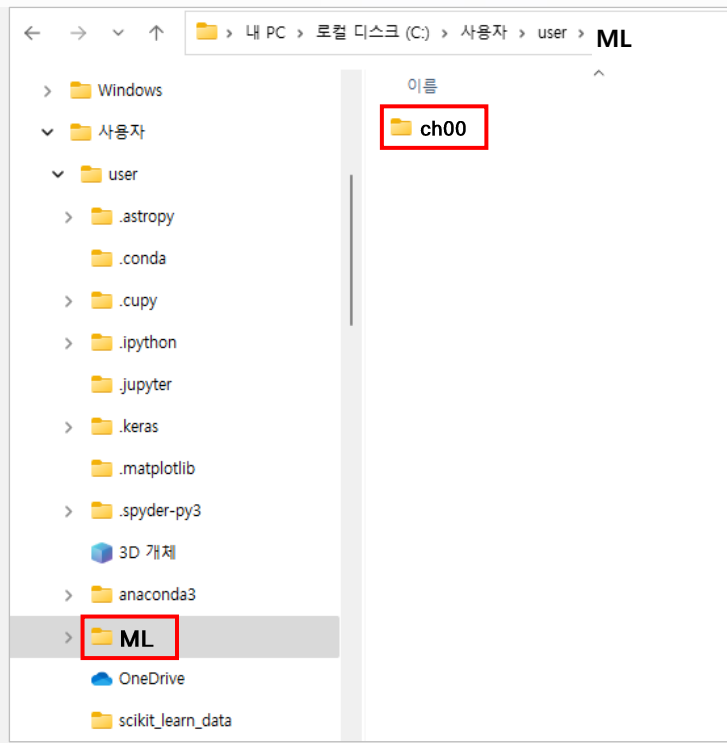 내 PC > 로컬 디스크 (C:) > 사용자 > user > ML
Windows
사용자
user
.astropy
.conda
.cupy
.ipython
.jupyter
.keras
.matplotlib
.spyder-py3
3D 개체
anaconda3
ML
OneDrive
scikit_learn_data
이름
ch00